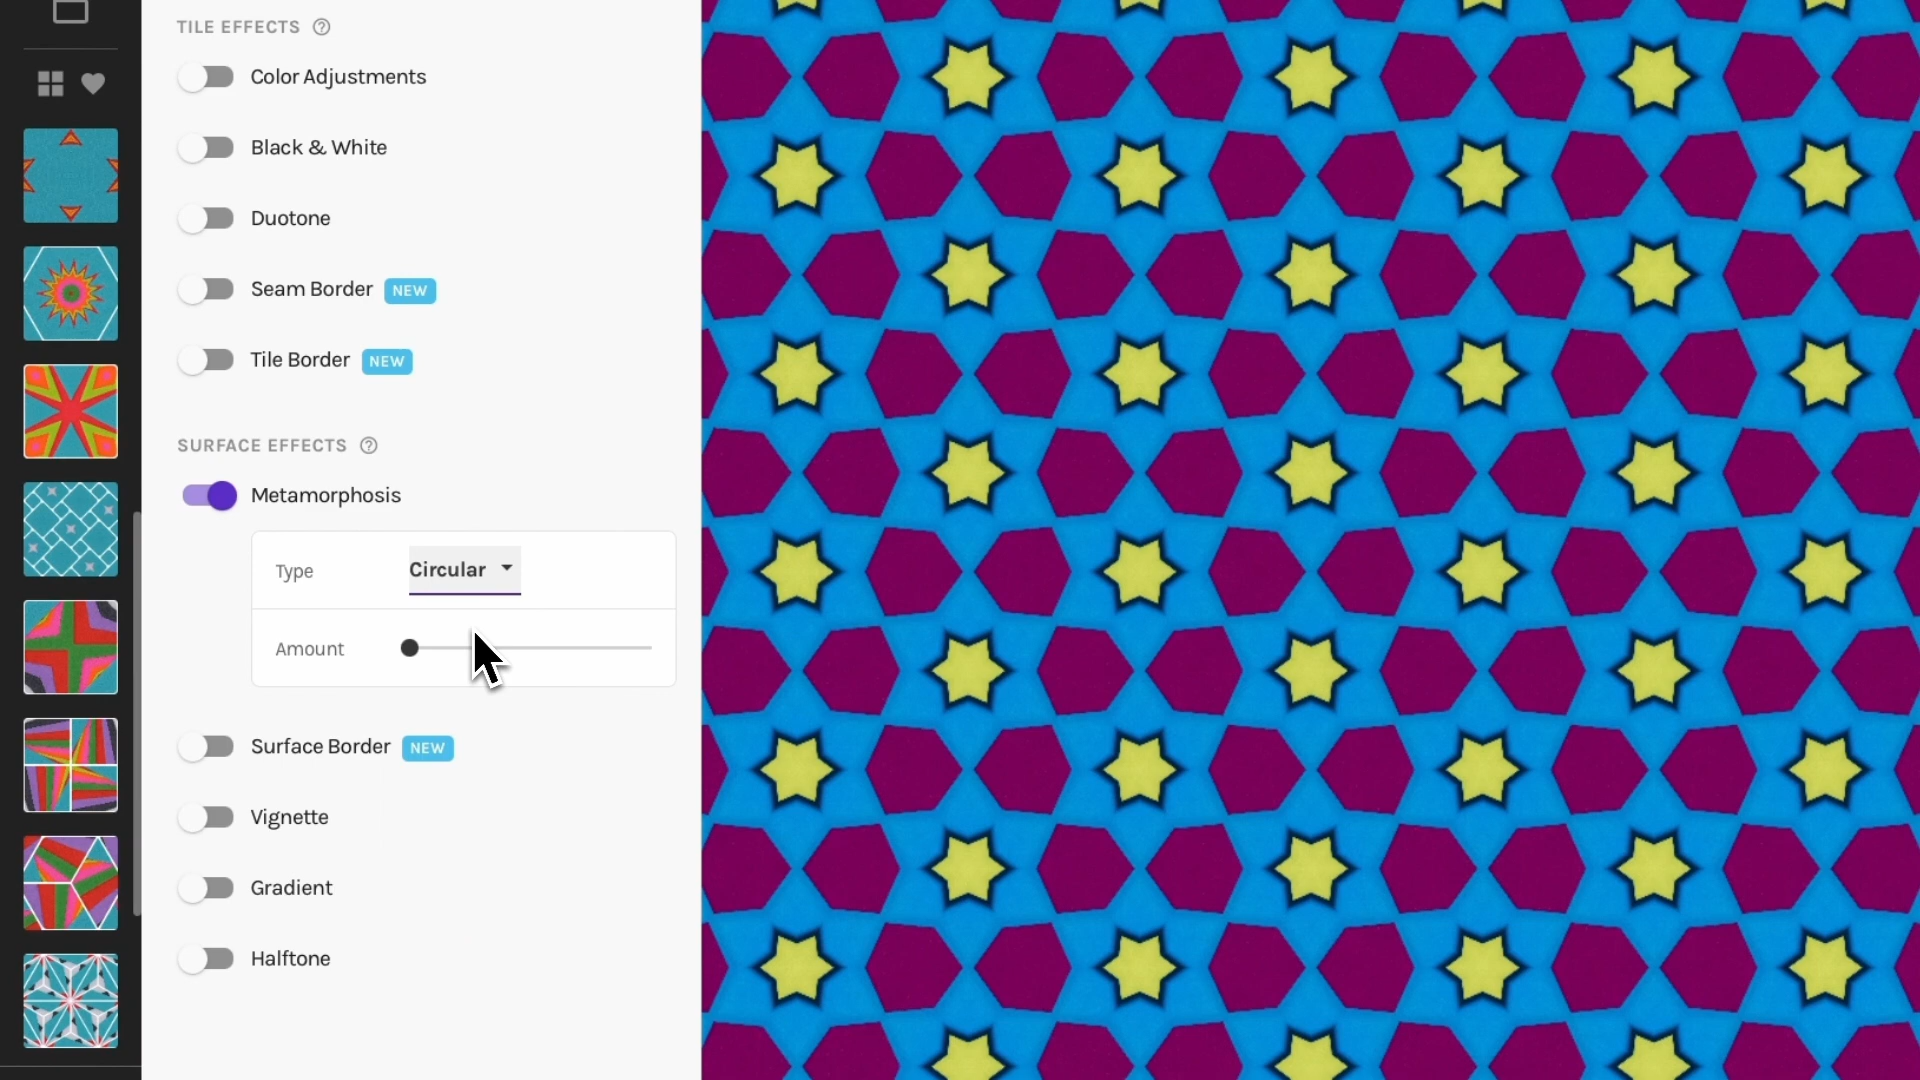 TILE EFFECTS
Color Adjustments
Black & White
Duotone
Seam Border NEW
Tile Border NEW
SURFACE EFFECTS
Metamorphosis
Type Circular
Amount
Surface Border NEW
Vignette
Gradient
Halftone